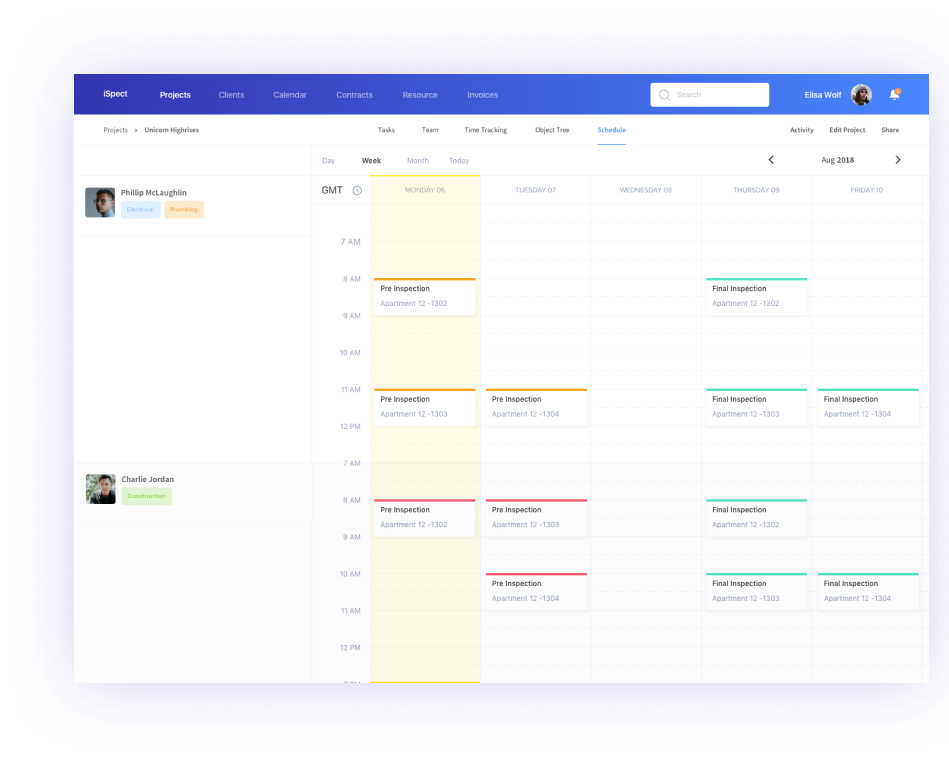 iSpect Projects Clients Calendar Contracts Resource Invoices Search Elisa Wolf
Projects > Unicorn Highrises Tasks Team Time Tracking Object Tree Schedule Activity Edit Project Share
Day Week Month Today Aug 2018
GMT MONDAY 06 TUESDAY 07 WEDNESDAY 08 THURSDAY 09 FRIDAY 10
Phillip McLaughlin
Electrical Plumbing
7 AM
8 AM
Pre Inspection Final Inspection
Apartment 12 -1302 Apartment 12 -1302
9 AM
10 AM
11 AM
Pre Inspection Pre Inspection Final Inspection Final Inspection
Apartment 12 -1303 Apartment 12 -1304 Apartment 12 -1303 Apartment 12 -1304
12 PM
7 AM
Charlie Jordan
Construction
8 AM
Pre Inspection Pre Inspection Final Inspection
Apartment 12 -1302 Apartment 12 -1303 Apartment 12 -1302
9 AM
10 AM
Pre Inspection Final Inspection Final Inspection
Apartment 12 -1304 Apartment 12 -1303 Apartment 12 -1304
11 AM
12 PM